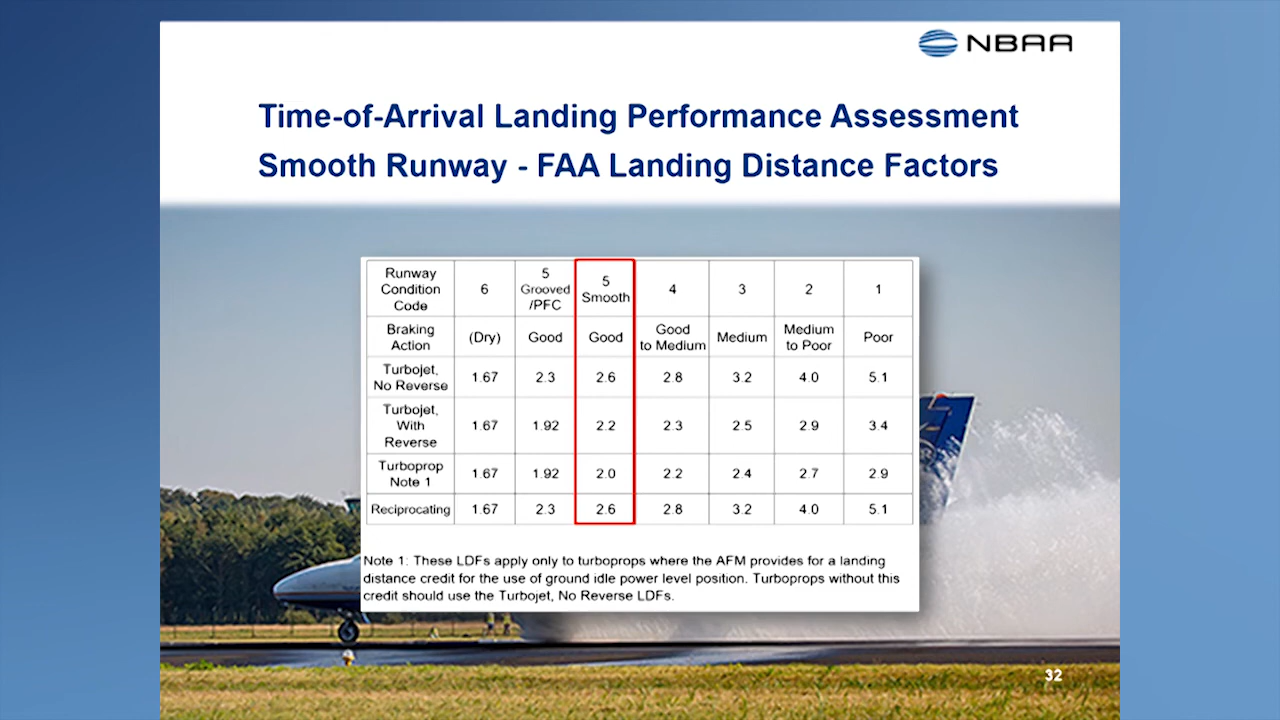 NBAA
Time-of-Arrival Landing Performance Assessment
Smooth Runway - FAA Landing Distance Factors
Runway Condition Code 6 5 Grooved /PFC 5 Smooth 4 3 2 1
Braking Action (Dry) Good Good Good to Medium Medium Medium to Poor Poor
Turbojet, No Reverse 1.67 2.3 2.6 2.8 3.2 4.0 5.1
Turbojet, With Reverse 1.67 1.92 2.2 2.3 2.5 2.9 3.4
Turboprop Note 1 1.67 1.92 2.0 2.2 2.4 2.7 2.9
Reciprocating 1.67 2.3 2.6 2.8 3.2 4.0 5.1
Note 1: These LDFs apply only to turboprops where the AFM provides for a landing
distance credit for the use of ground idle power level position. Turboprops without this
credit should use the Turbojet, No Reverse LDFs.
32